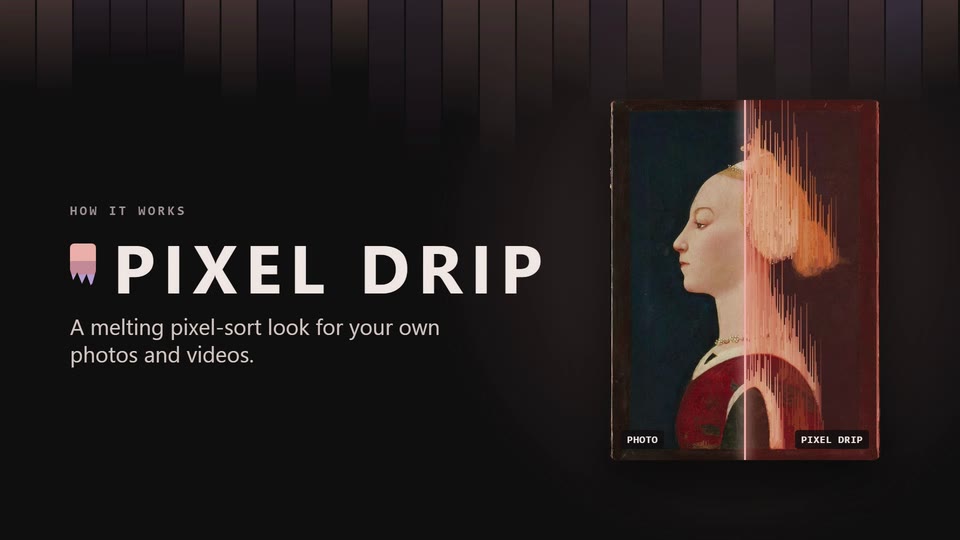 HOW IT WORKS
PIXEL DRIP
A melting pixel-sort look for your own
photos and videos.
PHOTO
PIXEL DRIP